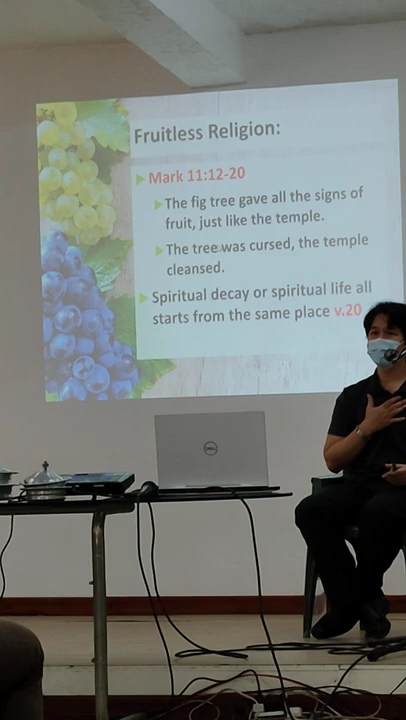 Fruitless Religion:
Mark 11:12-20
The fig tree gave all the signs of
fruit, just like the temple.
The tree was cursed, the temple
cleansed.
Spiritual decay or spiritual life all
starts from the same place v.20
DELL